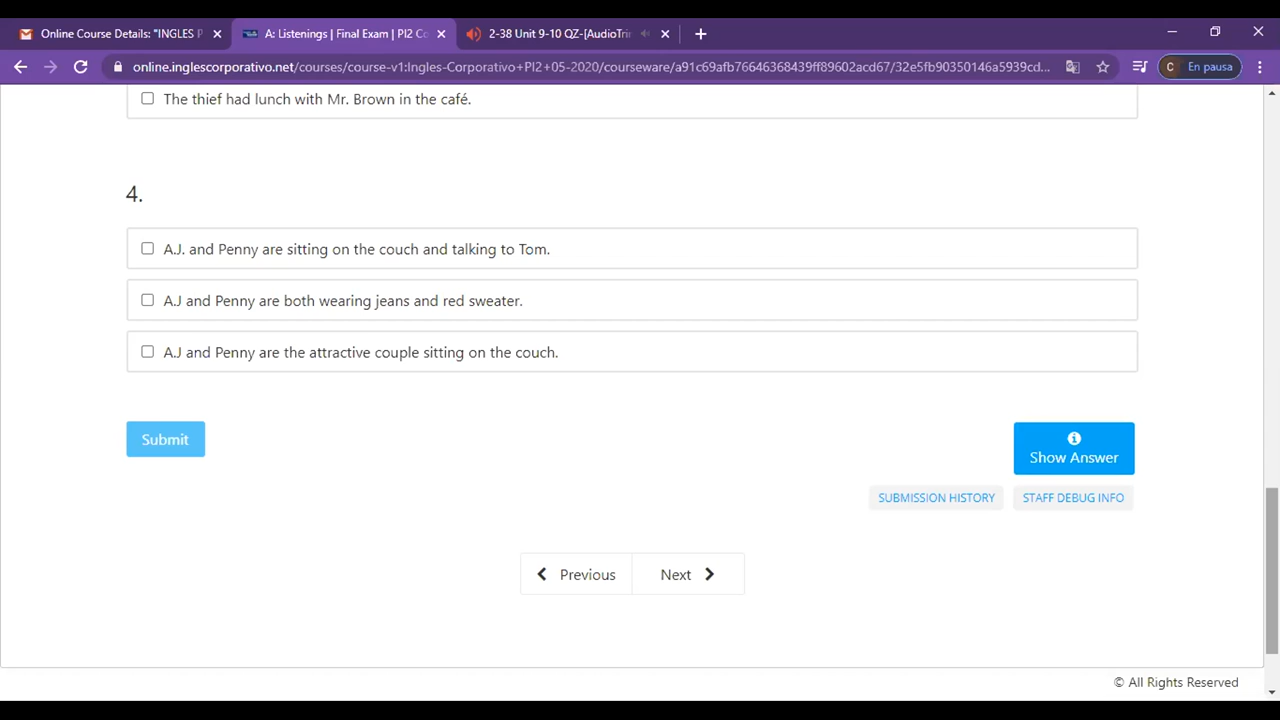 Online Course Details: "INGLES P
A: Listenings | Final Exam | PI2 Co
2-38 Unit 9-10 QZ-[AudioTri
online.inglescorporativo.net/courses/course-v1:Ingles-Corporativo+PI2+05-2020/courseware/a91c69afb76646368439ff89602acd67/32e5fb90350146a5939cd...
C En pausa
The thief had lunch with Mr. Brown in the café.
4.
A.J. and Penny are sitting on the couch and talking to Tom.
A.J and Penny are both wearing jeans and red sweater.
A.J and Penny are the attractive couple sitting on the couch.
Submit
Show Answer
SUBMISSION HISTORY
STAFF DEBUG INFO
Previous
Next
© All Rights Reserved